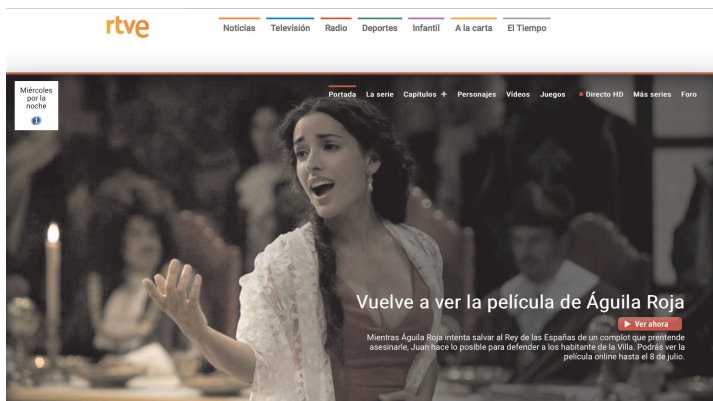 rtve
Noticias Televisión Radio Deportes Infantil A la carta El Tiempo
Miércoles
por la
noche
1
Portada La serie Capítulos + Personajes Vídeos Juegos Directo HD Más series Foro
Vuelve a ver la película de Águila Roja
Ver ahora
Mientras Águila Roja intenta salvar al Rey de las Españas de un complot que prentende
asesinarle, Juan hace lo posible para defender a los habitante de la Villa. Podrás ver la
película online hasta el 8 de julio.